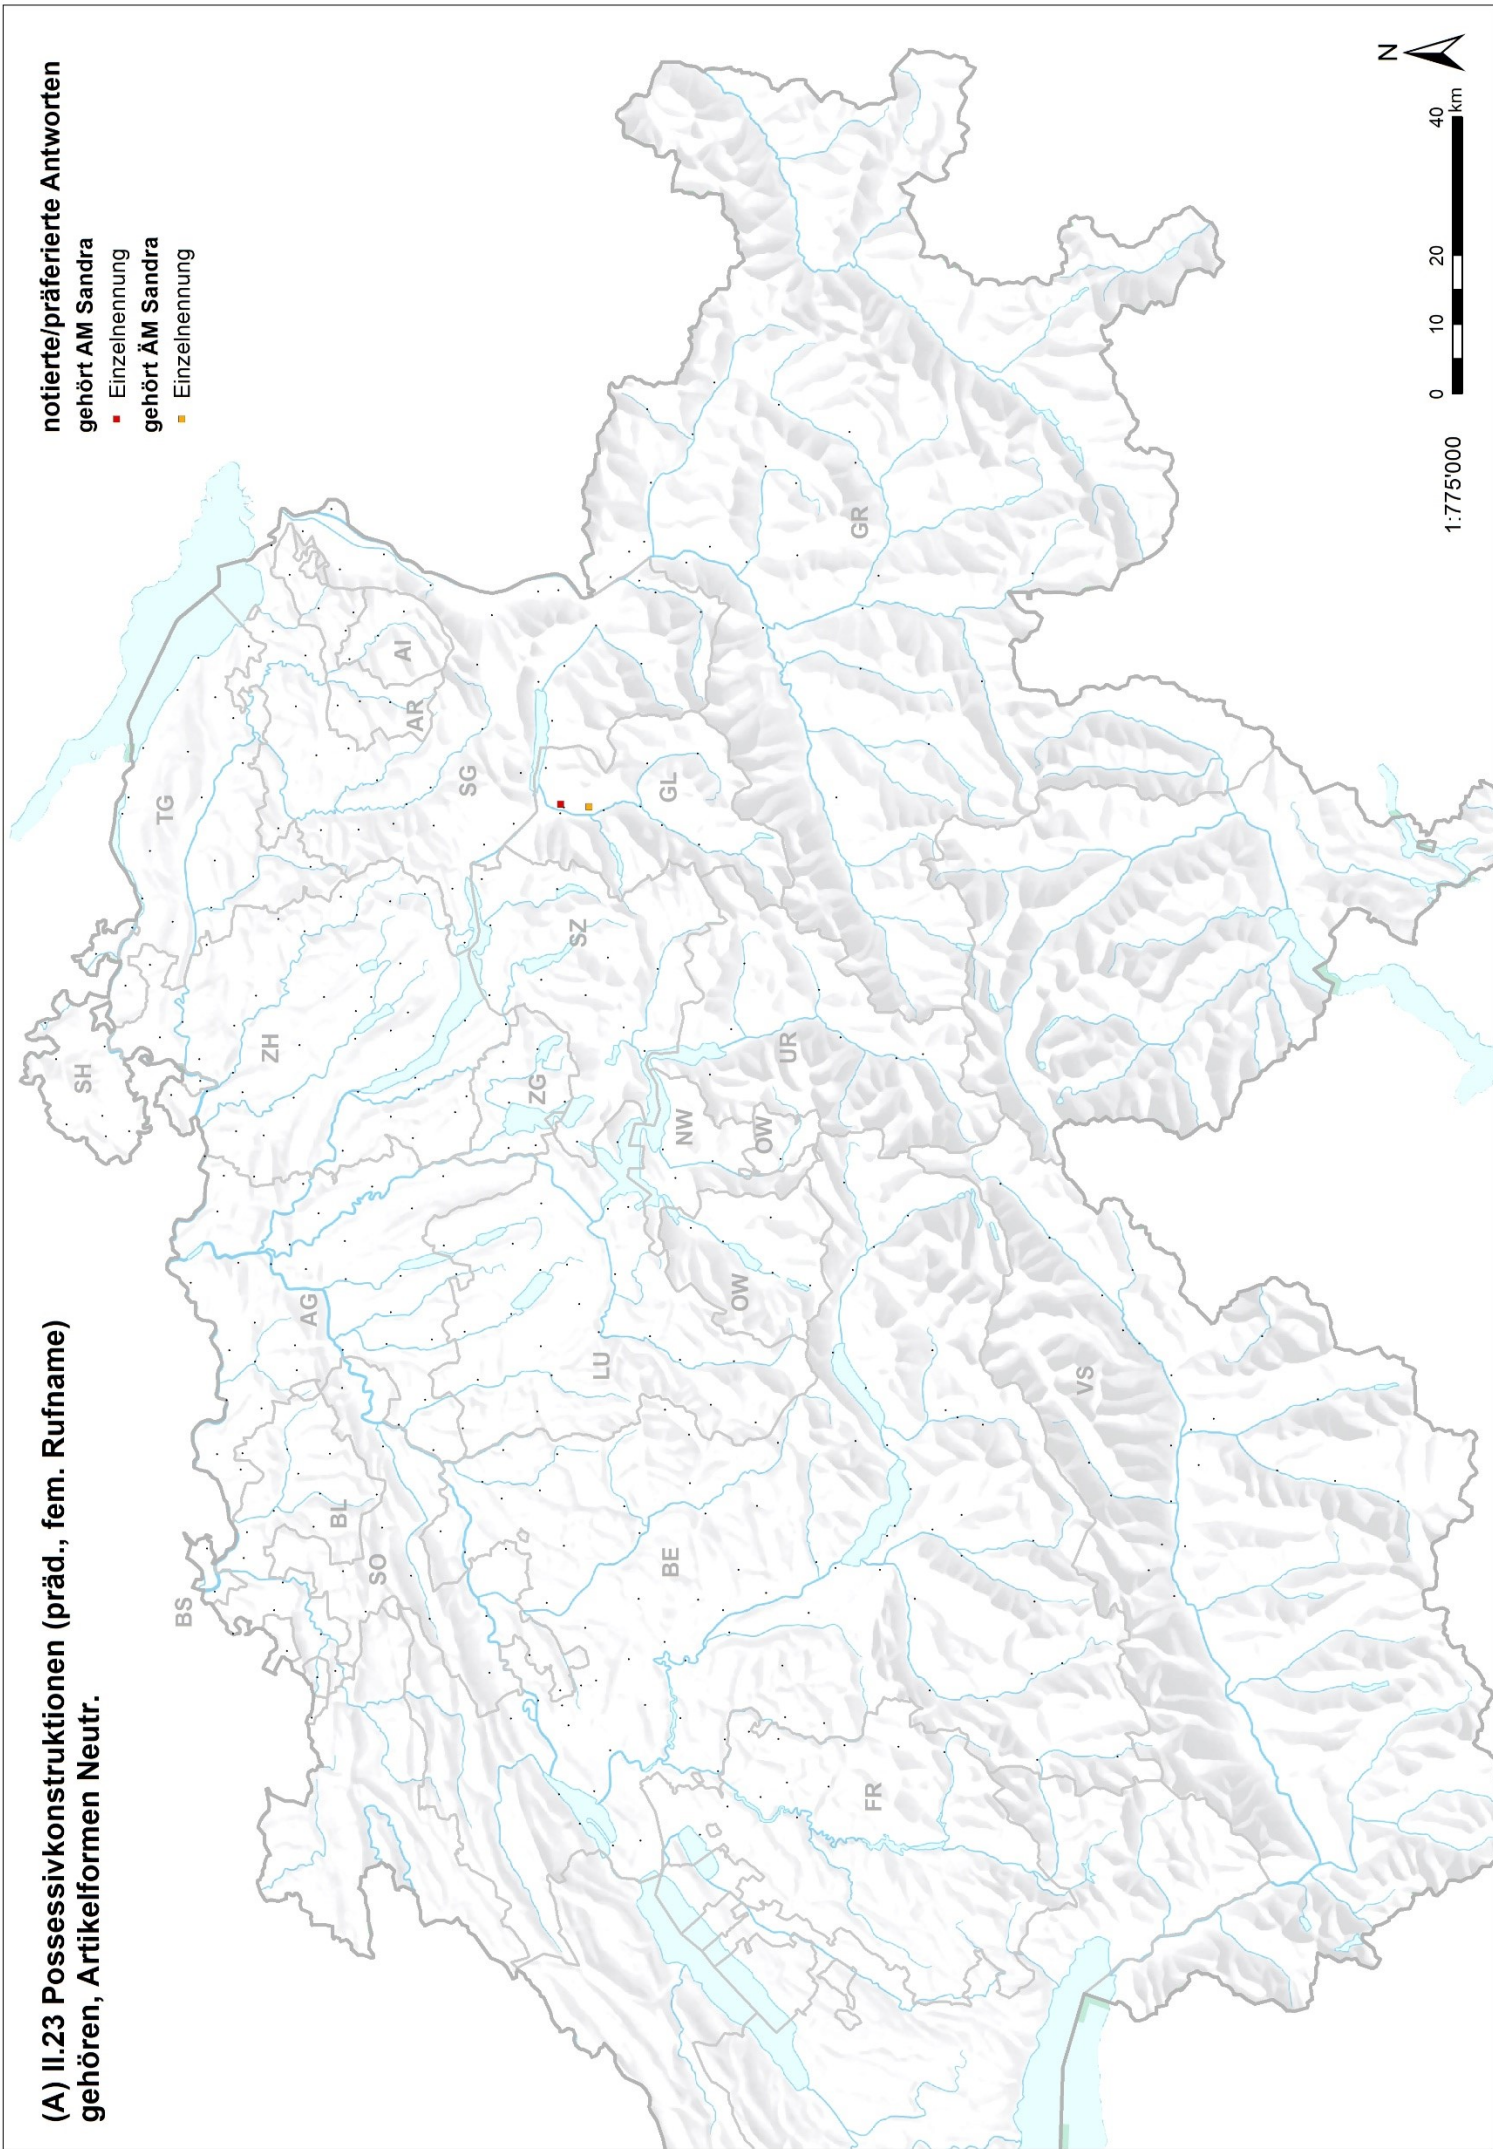 (A) II.23 Possessivkonstruktionen (präd., fem. Rufname)
gehören, Artikelformen Neutr.
notierte/präferierte Antworten
gehört AM Sandra
Einzelnennung
gehört ÄM Sandra
Einzelnennung
SH
BS
TG
ZH
AG
BL
SO
AI
AR
SG
ZG
SZ
GL
LU
NW
OW
OW
UR
BE
GR
FR
VS
N
0 10 20 40
km
1:775'000